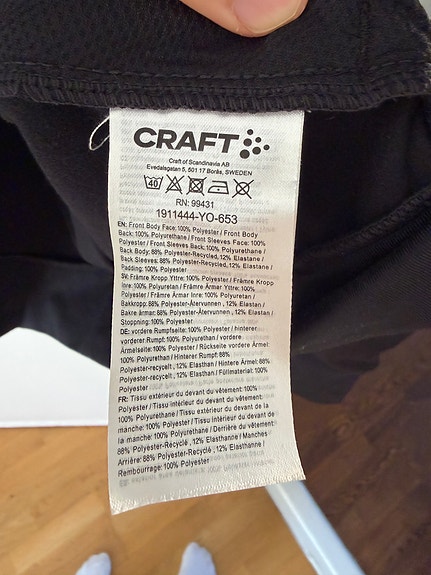 CRAFT
Craft of Scandinavia AB
Evedalsgatan 5, 501 17 Borås, SWEDEN
40
RN: 99431
1911444-YO-653
EN: Front Body Face: 100% Polyester / Front Body
Back: 100% Polyurethane / Front Sleeves Face: 100%
Polyester / Front Sleeves Back: 100% Polyurethane /
Back Body: 88% Polyester-Recycled, 12% Elastane /
Back Sleeves: 88% Polyester-Recycled, 12% Elastane /
Padding: 100% Polyester
SV: Främre Kropp Yttre: 100% Polyester / Främre Kropp
Inre: 100% Polyuretan / Främre Ärmar Yttre: 100%
Polyester / Främre Ärmar Inre: 100% Polyuretan /
Bakkropp: 88% Polyester-Återvunnen , 12% Elastane /
Bakre ärmar: 88% Polyester-Återvunnen , 12% Elastane /
Stoppning: 100% Polyester
DE: vordere Rumpfseite: 100% Polyester / hinterer
vorderer Rumpf: 100% Polyurethan / vordere
Ärmelseite: 100% Polyester / Rückseite vordere Ärmel:
100% Polyurethan / Hinterer Rumpf: 88%
Polyester-recycelt , 12% Elasthan / Hintere Ärmel: 88%
Polyester-recycelt , 12% Elasthan / Füllmaterial: 100%
Polyester
FR: Tissu extérieur du devant du vêtement: 100%
Polyester / Tissu intérieur du devant du vêtement:
100% Polyurethane / Tissu extérieur du devant de la
manche: 100% Polyester / Tissu intérieur du devant de
la manche: 100% Polyurethane / Derrière du vêtement:
88% Polyester-Recyclé , 12% Elasthanne / Manches
Arrière: 88% Polyester-Recyclé , 12% Elasthanne /
Rembourrage: 100% Polyester